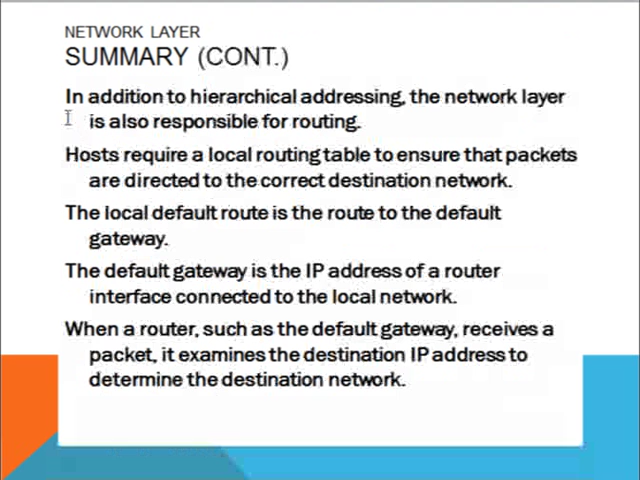 NETWORK LAYER
SUMMARY (CONT.)
In addition to hierarchical addressing, the network layer
is also responsible for routing.
Hosts require a local routing table to ensure that packets
are directed to the correct destination network.
The local default route is the route to the default
gateway.
The default gateway is the IP address of a router
interface connected to the local network.
When a router, such as the default gateway, receives a
packet, it examines the destination IP address to
determine the destination network.